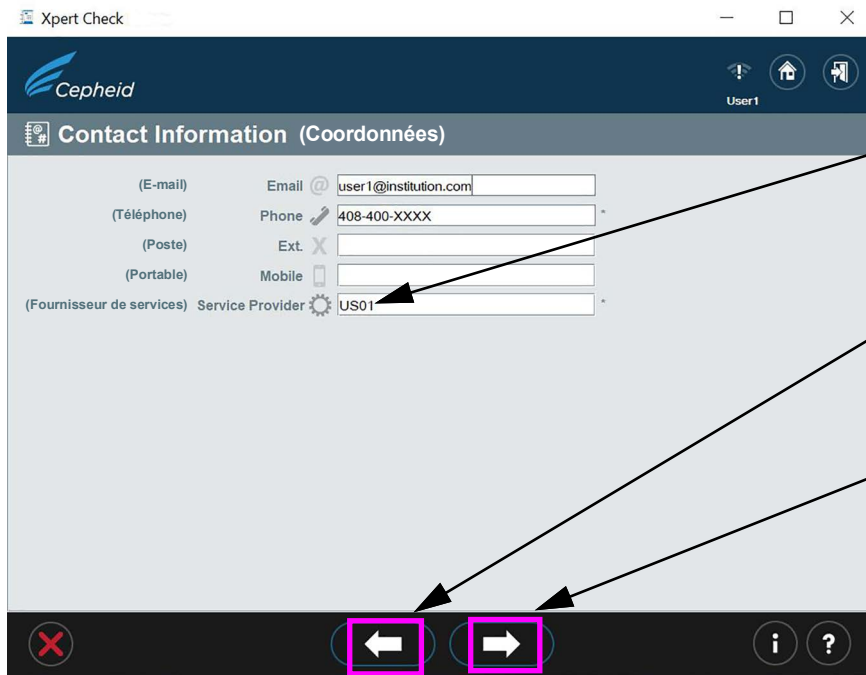 Xpert Check
Cepheid
User1
Contact Information (Coordonnées)
(E-mail) Email @ user1@institution.com
(Téléphone) Phone 408-400-XXXX *
(Poste) Ext. X
(Portable) Mobile
(Fournisseur de services) Service Provider US01 *
i ?